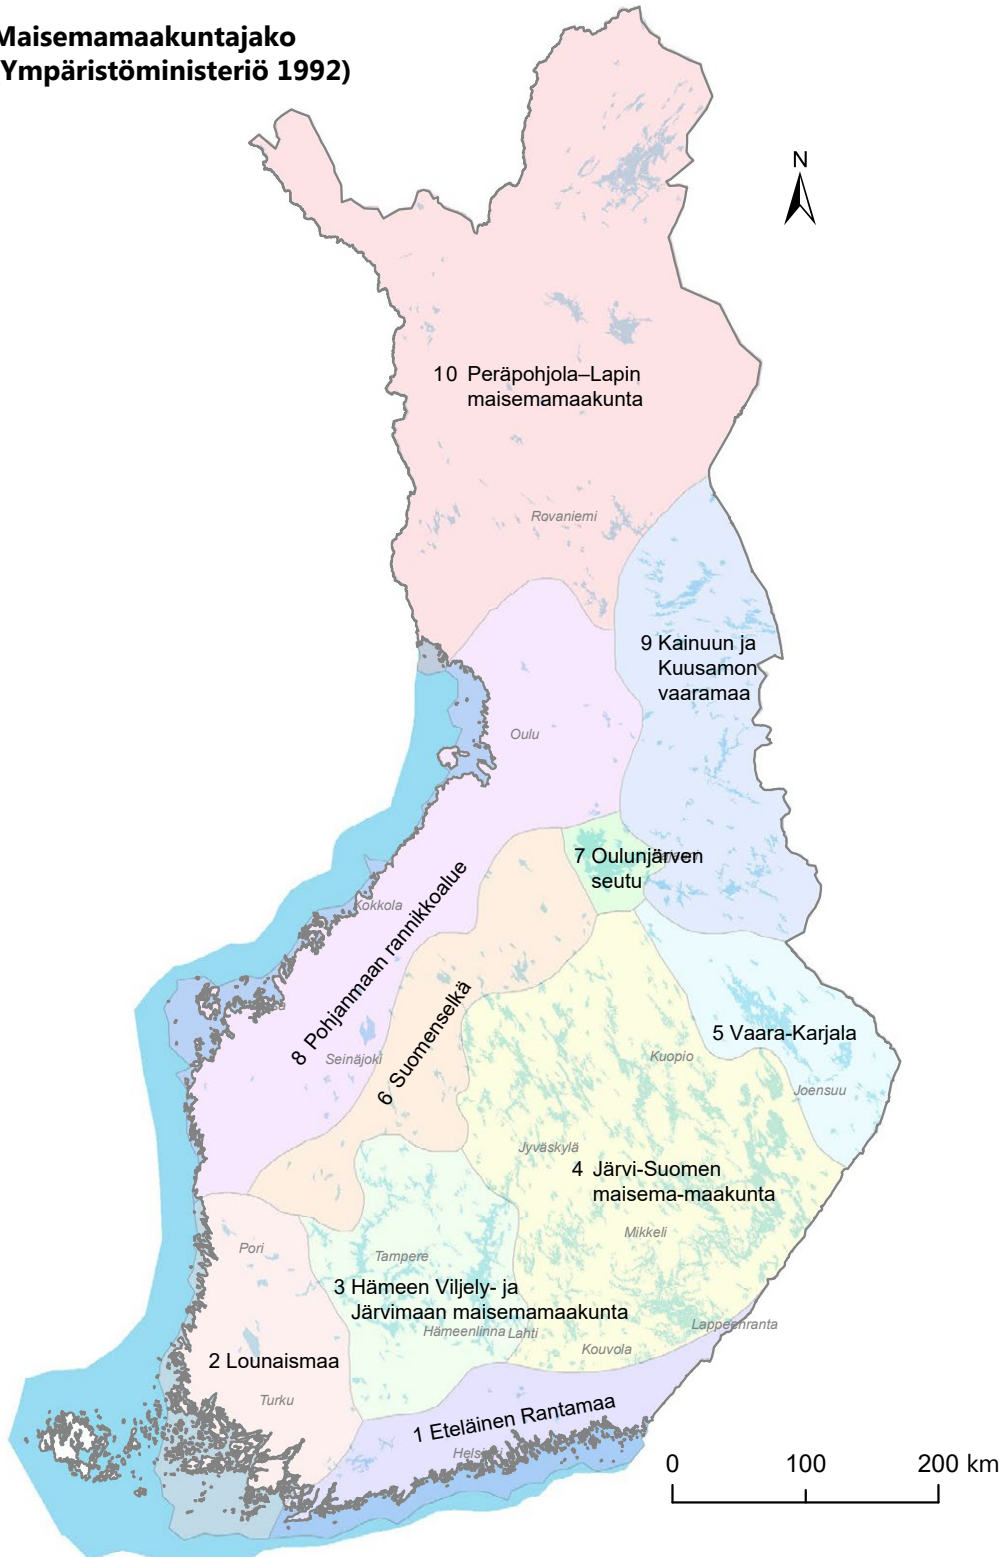 Maisemamaakuntajako
(Ympäristöministeriö 1992)
N
10 Peräpohjola–Lapin
maisemamaakunta
Rovaniemi
9 Kainuun ja
Kuusamon
vaaramaa
Oulu
7 Oulunjärven
seutu
Kokkola
8 Pohjanmaan rannikkoalue
6 Suomenselkä
Seinäjoki
5 Vaara-Karjala
Kuopio
Joensuu
Jyväskylä
4 Järvi-Suomen
maisema-maakunta
Mikkeli
Pori
Tampere
3 Hämeen Viljely- ja
Järvimaan maisemamaakunta
Hämeenlinna Lahti
Lappeenranta
Kouvola
2 Lounaismaa
Turku
1 Eteläinen Rantamaa
Helsinki
0 100 200 km